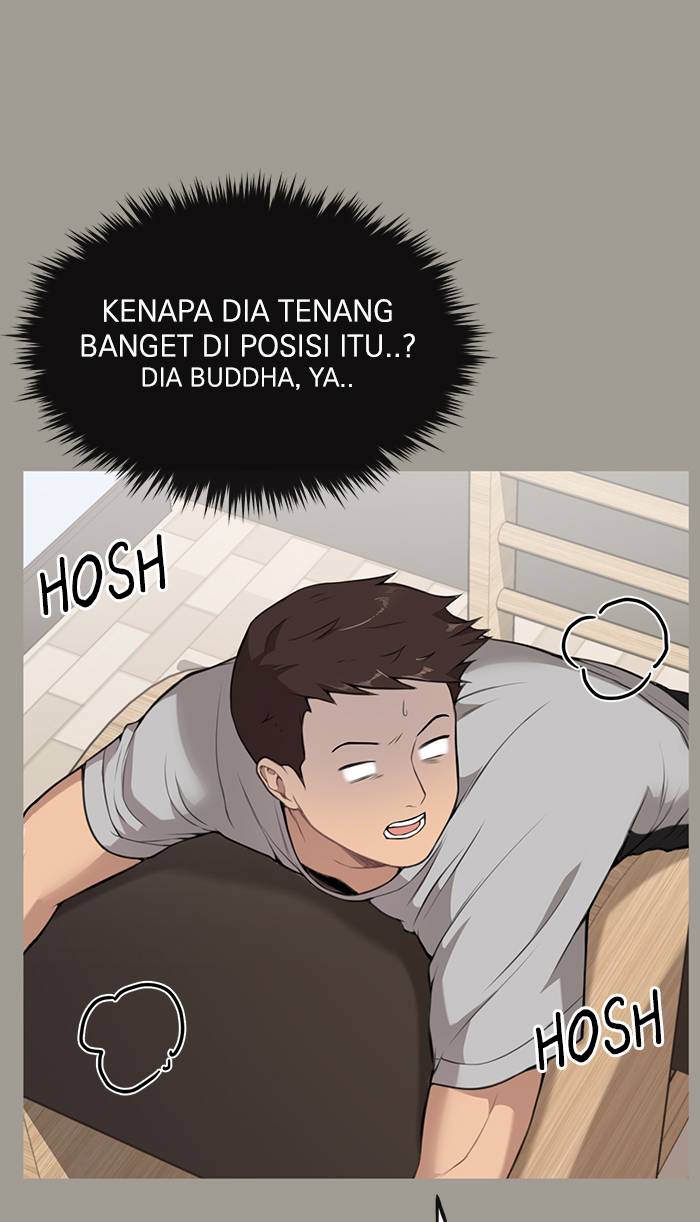 KENAPA DIA TENANG
BANGET DI POSISI ITU..?
DIA BUDDHA, YA..
HOSH
HOSH